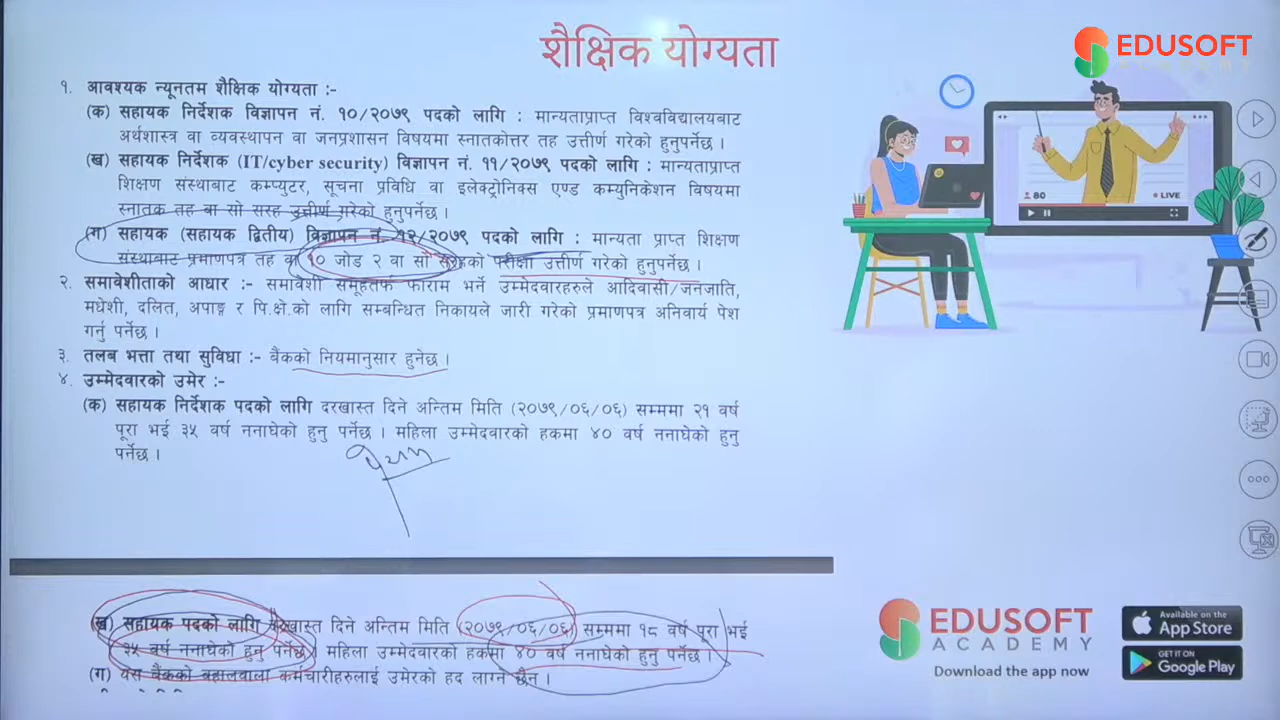 शैक्षिक योग्यता
EDUSOFT
ACADEMY
१. आवश्यक न्यूनतम शैक्षिक योग्यता :-
(क) सहायक निर्देशक विज्ञापन नं. १०/२०७९ पदको लागि : मान्यताप्राप्त विश्वविद्यालयबाट
अर्थशास्त्र वा व्यवस्थापन वा जनप्रशासन विषयमा स्नातकोत्तर तह उत्तीर्ण गरेको हुनुपर्नेछ ।
(ख) सहायक निर्देशक (IT/cyber security) विज्ञापन नं. ११/२०७९ पदको लागि : मान्यताप्राप्त
शिक्षण संस्थाबाट कम्प्युटर, सूचना प्रविधि वा इलेक्ट्रोनिक्स एण्ड कम्युनिकेशन विषयमा
स्नातक तह वा सो सरह उत्तीर्ण गरेको हुनुपर्नेछ ।
(ग) सहायक (सहायक द्वितीय) विज्ञापन नं. १२/२०७९ पदको लागि : मान्यता प्राप्त शिक्षण
संस्थाबाट प्रमाणपत्र तह वा १० जोड २ वा सो सरहको परीक्षा उत्तीर्ण गरेको हुनुपर्नेछ ।
२. समावेशीताको आधार :- समावेशी समूहतर्फ फाराम भर्ने उम्मेदवारहरुले आदिवासी/जनजाति,
मधेशी, दलित, अपाङ्ग र पि.क्षे.को लागि सम्बन्धित निकायले जारी गरेको प्रमाणपत्र अनिवार्य पेश
गर्नु पर्नेछ ।
३. तलब भत्ता तथा सुविधा :- बैंकको नियमानुसार हुनेछ ।
४. उम्मेदवारको उमेर :-
(क) सहायक निर्देशक पदको लागि दरखास्त दिने अन्तिम मिति (२०७९/०६/०६) सम्ममा २१ वर्ष
पूरा भई ३५ वर्ष ननाघेको हुनु पर्नेछ । महिला उम्मेदवारको हकमा ४० वर्ष ननाघेको हुनु
पर्नेछ ।
(ख) सहायक पदको लागि दरखास्त दिने अन्तिम मिति (२०७९/०६/०६) सम्ममा १८ वर्ष पूरा भई
३५ वर्ष ननाघेको हुनु पर्नेछ । महिला उम्मेदवारको हकमा ४० वर्ष ननाघेको हुनु पर्नेछ ।
(ग) यस बैंकको बहालवाला कर्मचारीहरुलाई उमेरको हद लाग्ने छैन ।
80
LIVE
EDUSOFT
ACADEMY
Download the app now
Available on the
App Store
GET IT ON
Google Play